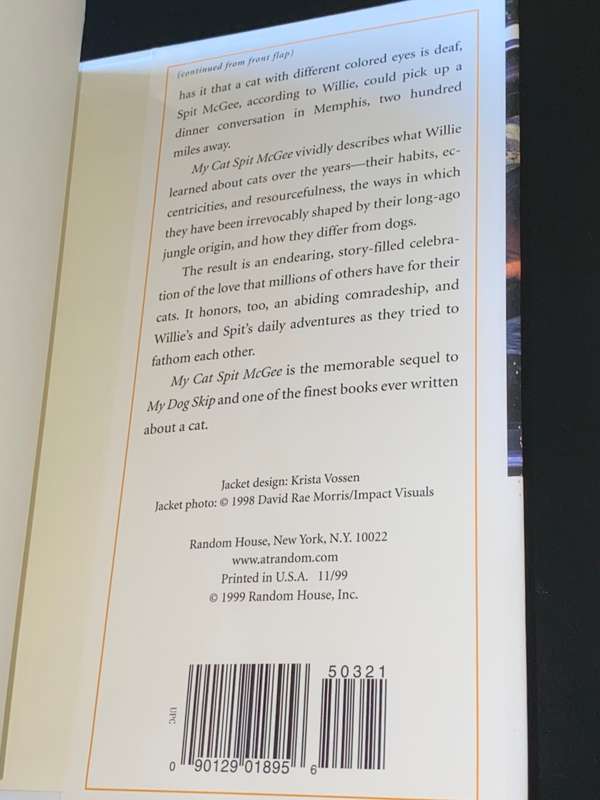 (continued from front flap)
has it that a cat with different colored eyes is deaf,
Spit McGee, according to Willie, could pick up a
dinner conversation in Memphis, two hundred
miles away.
My Cat Spit McGee vividly describes what Willie
learned about cats over the years—their habits, ec-
centricities, and resourcefulness, the ways in which
they have been irrevocably shaped by their long-ago
jungle origin, and how they differ from dogs.
The result is an endearing, story-filled celebra-
tion of the love that millions of others have for their
cats. It honors, too, an abiding comradeship, and
Willie's and Spit's daily adventures as they tried to
fathom each other.
My Cat Spit McGee is the memorable sequel to
My Dog Skip and one of the finest books ever written
about a cat.
Jacket design: Krista Vossen
Jacket photo: © 1998 David Rae Morris/Impact Visuals
Random House, New York, N.Y. 10022
www.atrandom.com
Printed in U.S.A. 11/99
© 1999 Random House, Inc.
50321
UPC
0 90129 01895 6